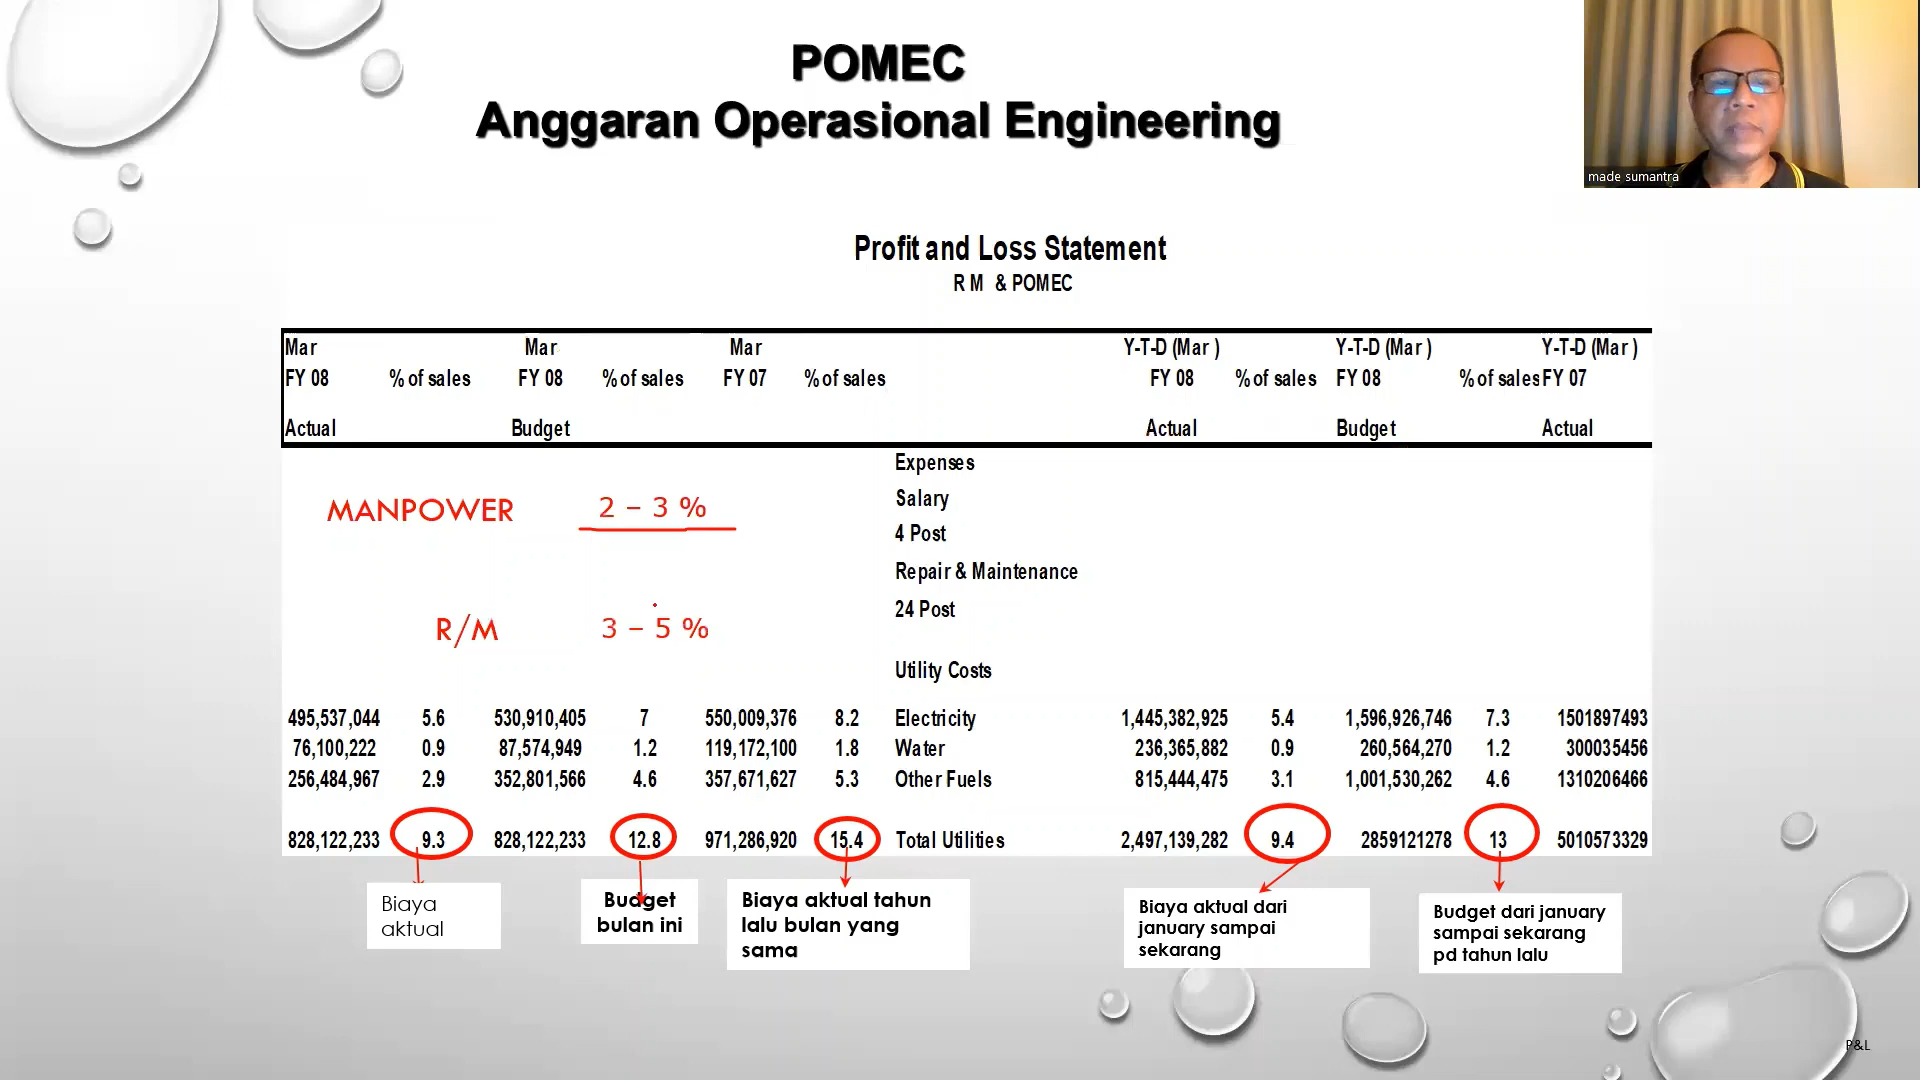 POMEC
Anggaran Operasional Engineering
made sumantra
Profit and Loss Statement
R M & POMEC
Mar Mar Mar Y-T-D (Mar ) Y-T-D (Mar ) Y-T-D (Mar )
FY 08 % of sales FY 08 % of sales FY 07 % of sales FY 08 % of sales FY 08 % of sales FY 07
Actual Budget Actual Budget Actual
Expenses
MANPOWER 2 – 3 % Salary
4 Post
Repair & Maintenance
R/M 3 – 5 % 24 Post
Utility Costs
495,537,044 5.6 530,910,405 7 550,009,376 8.2 Electricity 1,445,382,925 5.4 1,596,926,746 7.3 1501897493
76,100,222 0.9 87,574,949 1.2 119,172,100 1.8 Water 236,365,882 0.9 260,564,270 1.2 300035456
256,484,967 2.9 352,801,566 4.6 357,671,627 5.3 Other Fuels 815,444,475 3.1 1,001,530,262 4.6 1310206466
828,122,233 9.3 828,122,233 12.8 971,286,920 15.4 Total Utilities 2,497,139,282 9.4 2859121278 13 5010573329
Biaya
aktual
Budget
bulan ini
Biaya aktual tahun
lalu bulan yang
sama
Biaya aktual dari
january sampai
sekarang
Budget dari january
sampai sekarang
pd tahun lalu
P&L